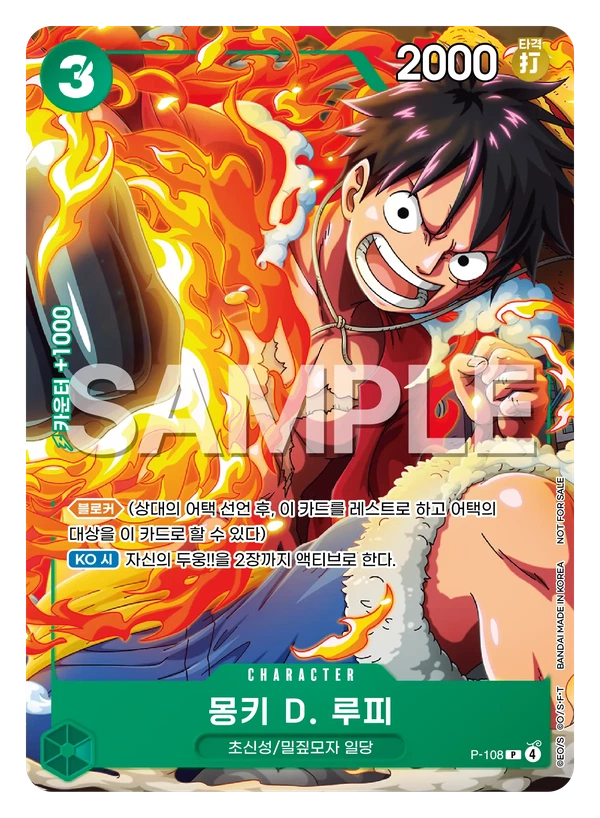 3
2000
타격
打
카운터 +1000
SAMPLE
블로커 (상대의 어택 선언 후, 이 카드를 레스트로 하고 어택의
대상을 이 카드로 할 수 있다)
KO 시 자신의 두웅!!을 2장까지 액티브로 한다.
CHARACTER
몽키 D. 루피
초신성/밀짚모자 일당
P-108 P 4
©EO/S ©O/S·F·T BANDAI MADE IN KOREA NOT FOR SALE